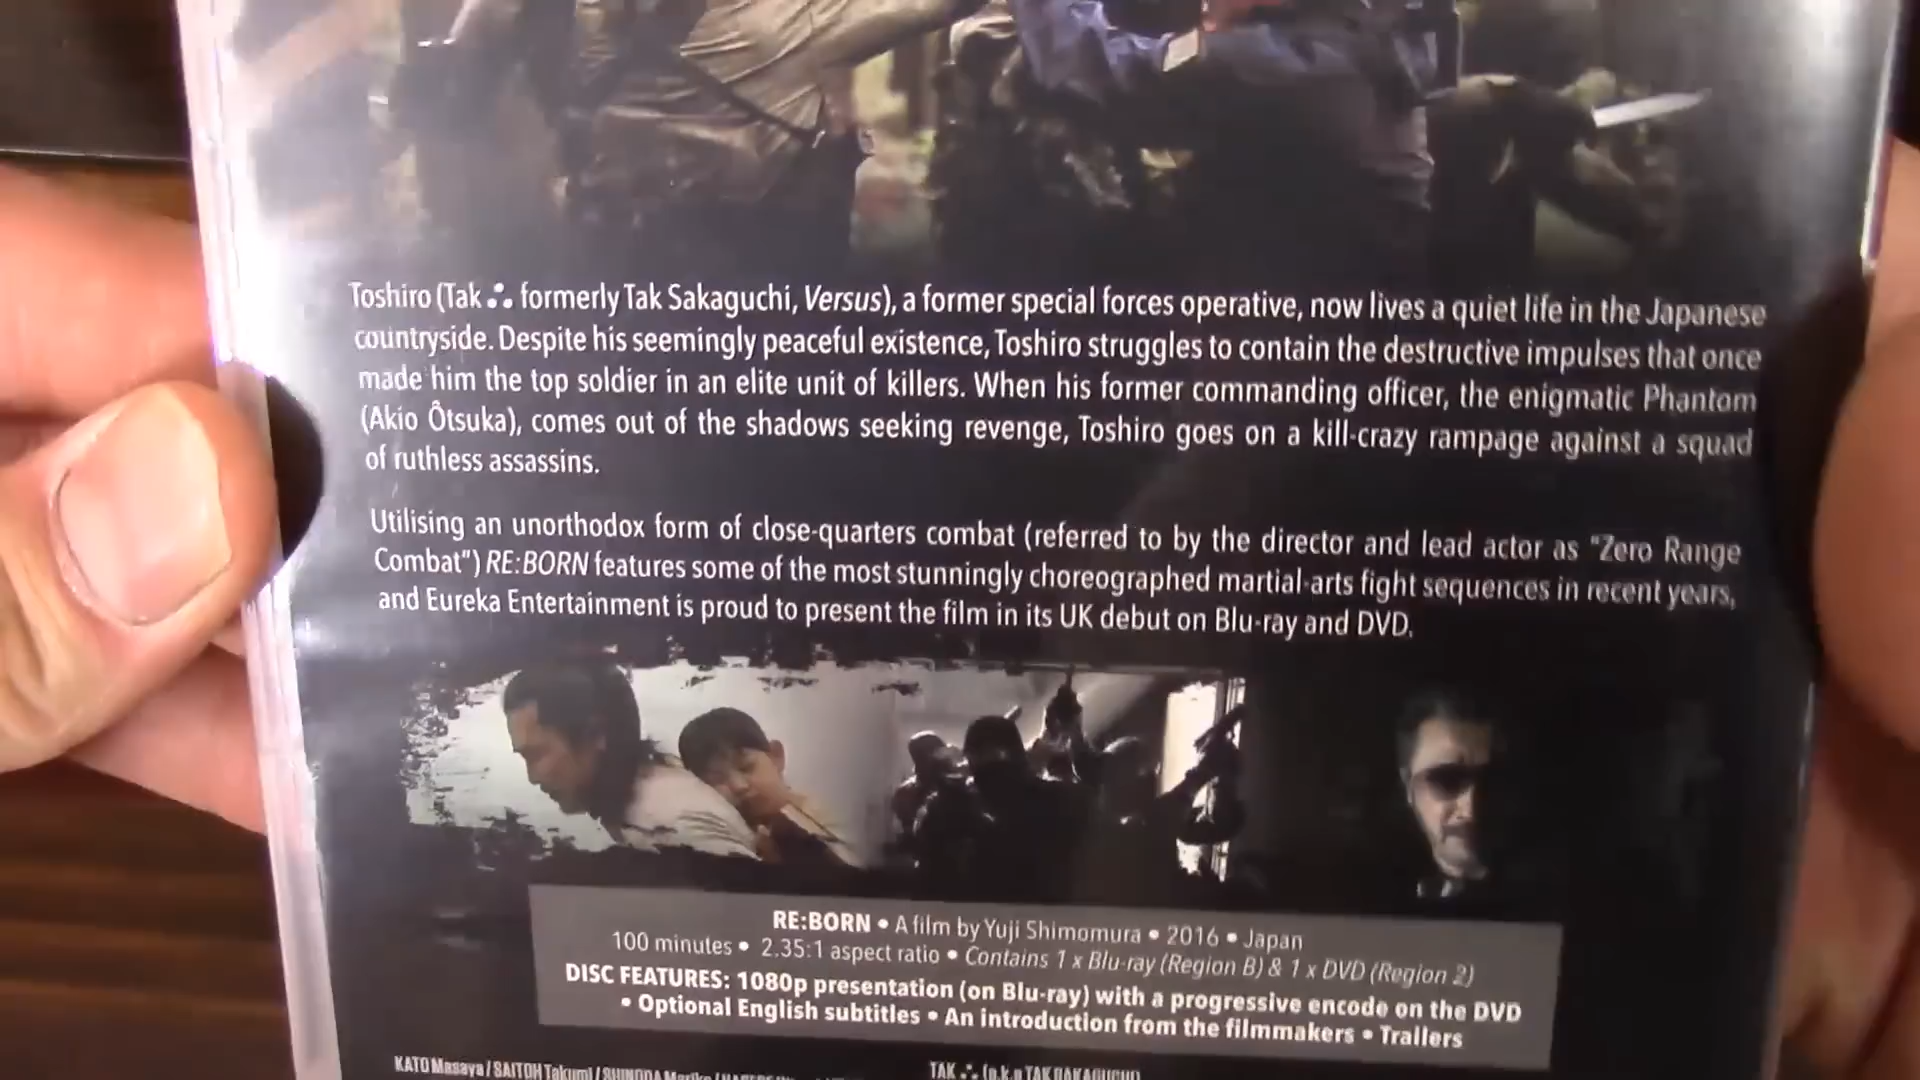 Toshiro (Tak ∴ formerly Tak Sakaguchi, Versus), a former special forces operative, now lives a quiet life in the Japanese
countryside. Despite his seemingly peaceful existence, Toshiro struggles to contain the destructive impulses that once
made him the top soldier in an elite unit of killers. When his former commanding officer, the enigmatic Phantom
(Akio Ôtsuka), comes out of the shadows seeking revenge, Toshiro goes on a kill-crazy rampage against a squad
of ruthless assassins.
Utilising an unorthodox form of close-quarters combat (referred to by the director and lead actor as "Zero Range
Combat") RE:BORN features some of the most stunningly choreographed martial-arts fight sequences in recent years,
and Eureka Entertainment is proud to present the film in its UK debut on Blu-ray and DVD.
RE:BORN • A film by Yuji Shimomura • 2016 • Japan
100 minutes • 2.35:1 aspect ratio • Contains 1 x Blu-ray (Region B) & 1 x DVD (Region 2)
DISC FEATURES: 1080p presentation (on Blu-ray) with a progressive encode on the DVD
• Optional English subtitles • An introduction from the filmmakers • Trailers
KATO Masaya / SAITOH Takumi /
TAK ∴ (a.k.a TAK SAKAGUCHI)